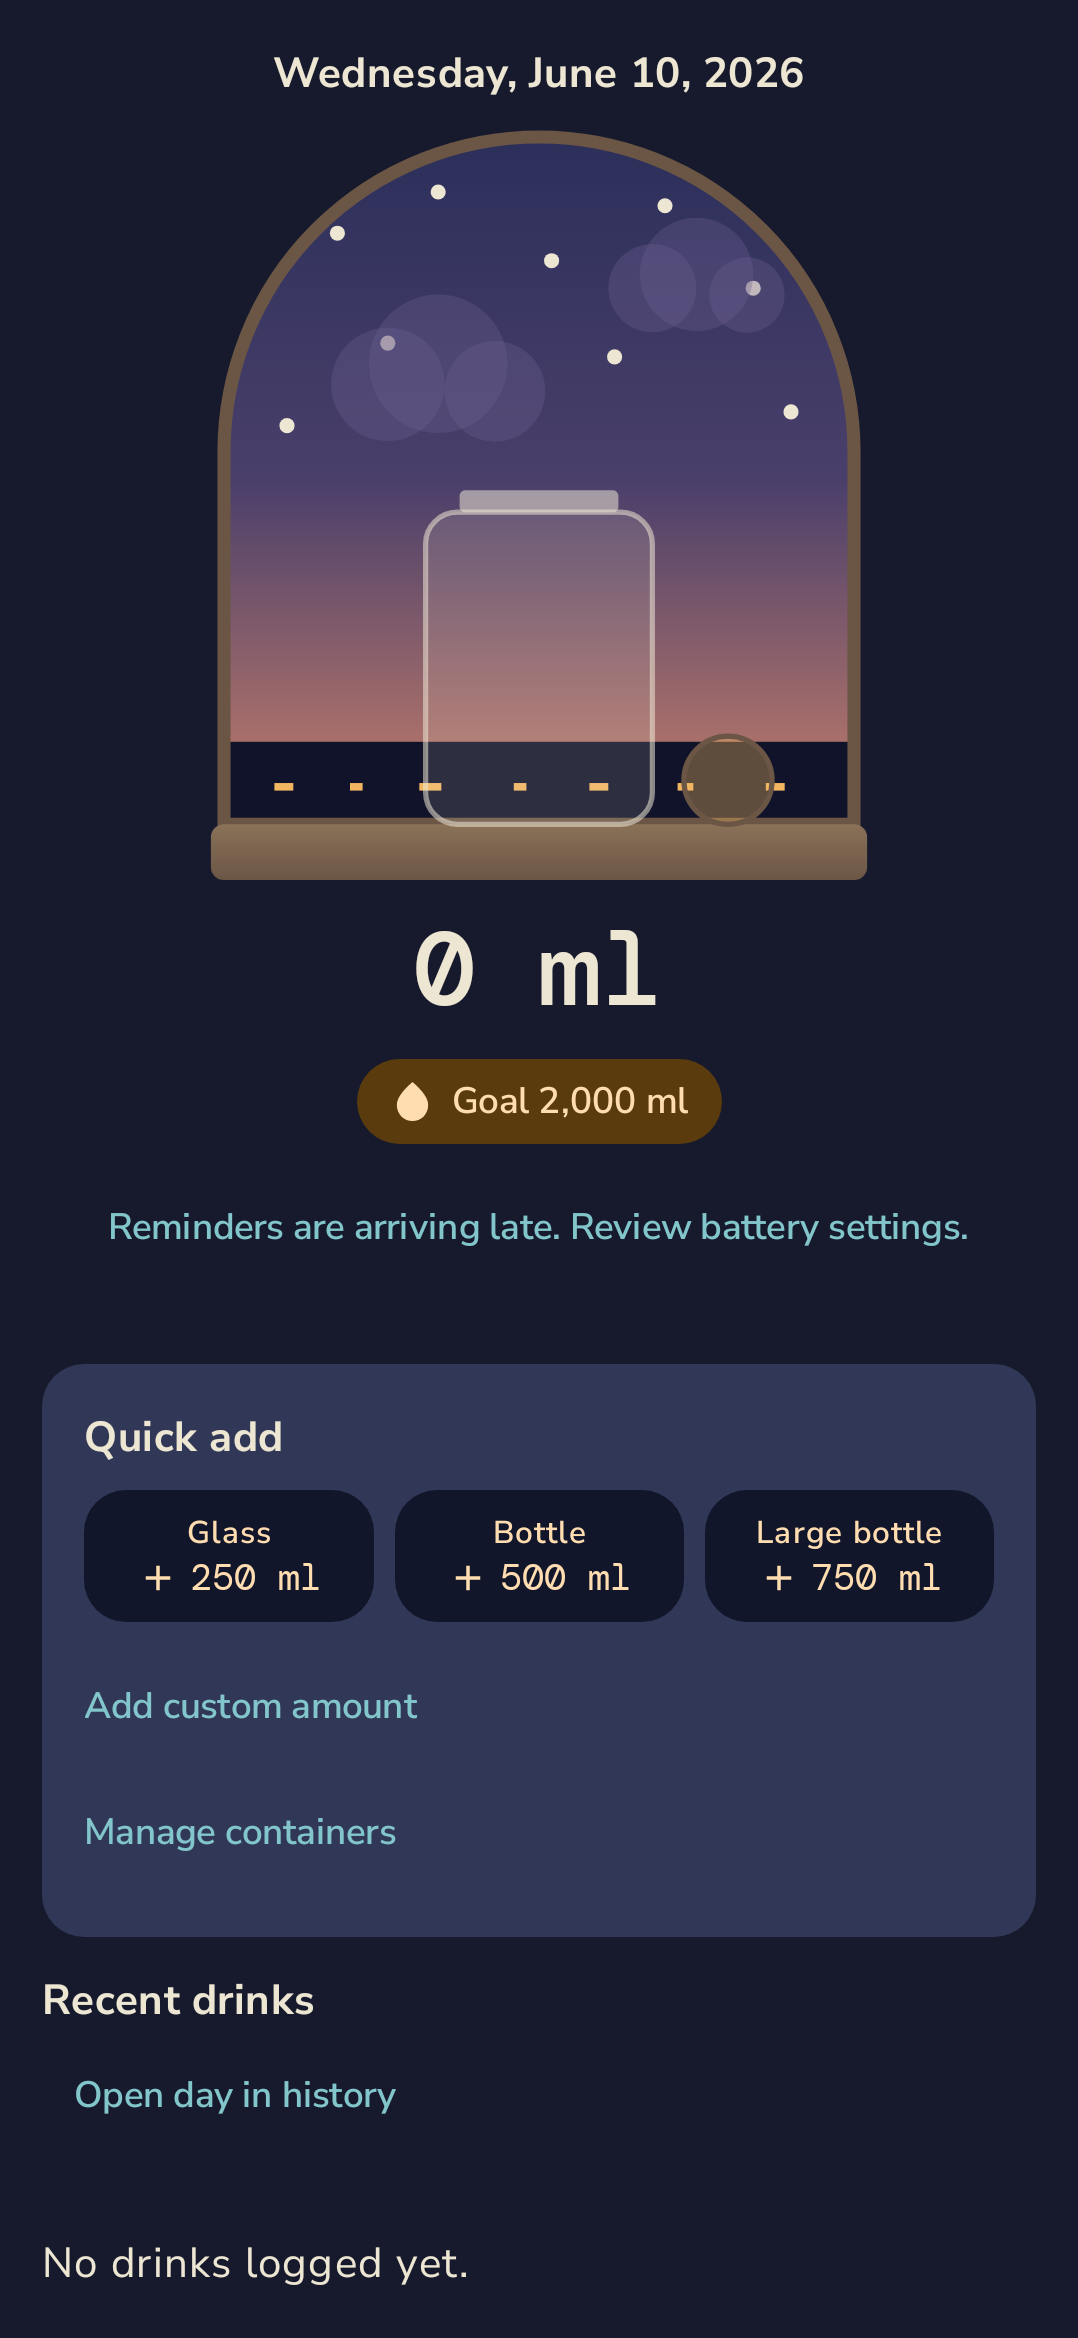 Wednesday, June 10, 2026
0 ml
Goal 2,000 ml
Reminders are arriving late. Review battery settings.
Quick add
Glass
+ 250 ml
Bottle
+ 500 ml
Large bottle
+ 750 ml
Add custom amount
Manage containers
Recent drinks
Open day in history
No drinks logged yet.